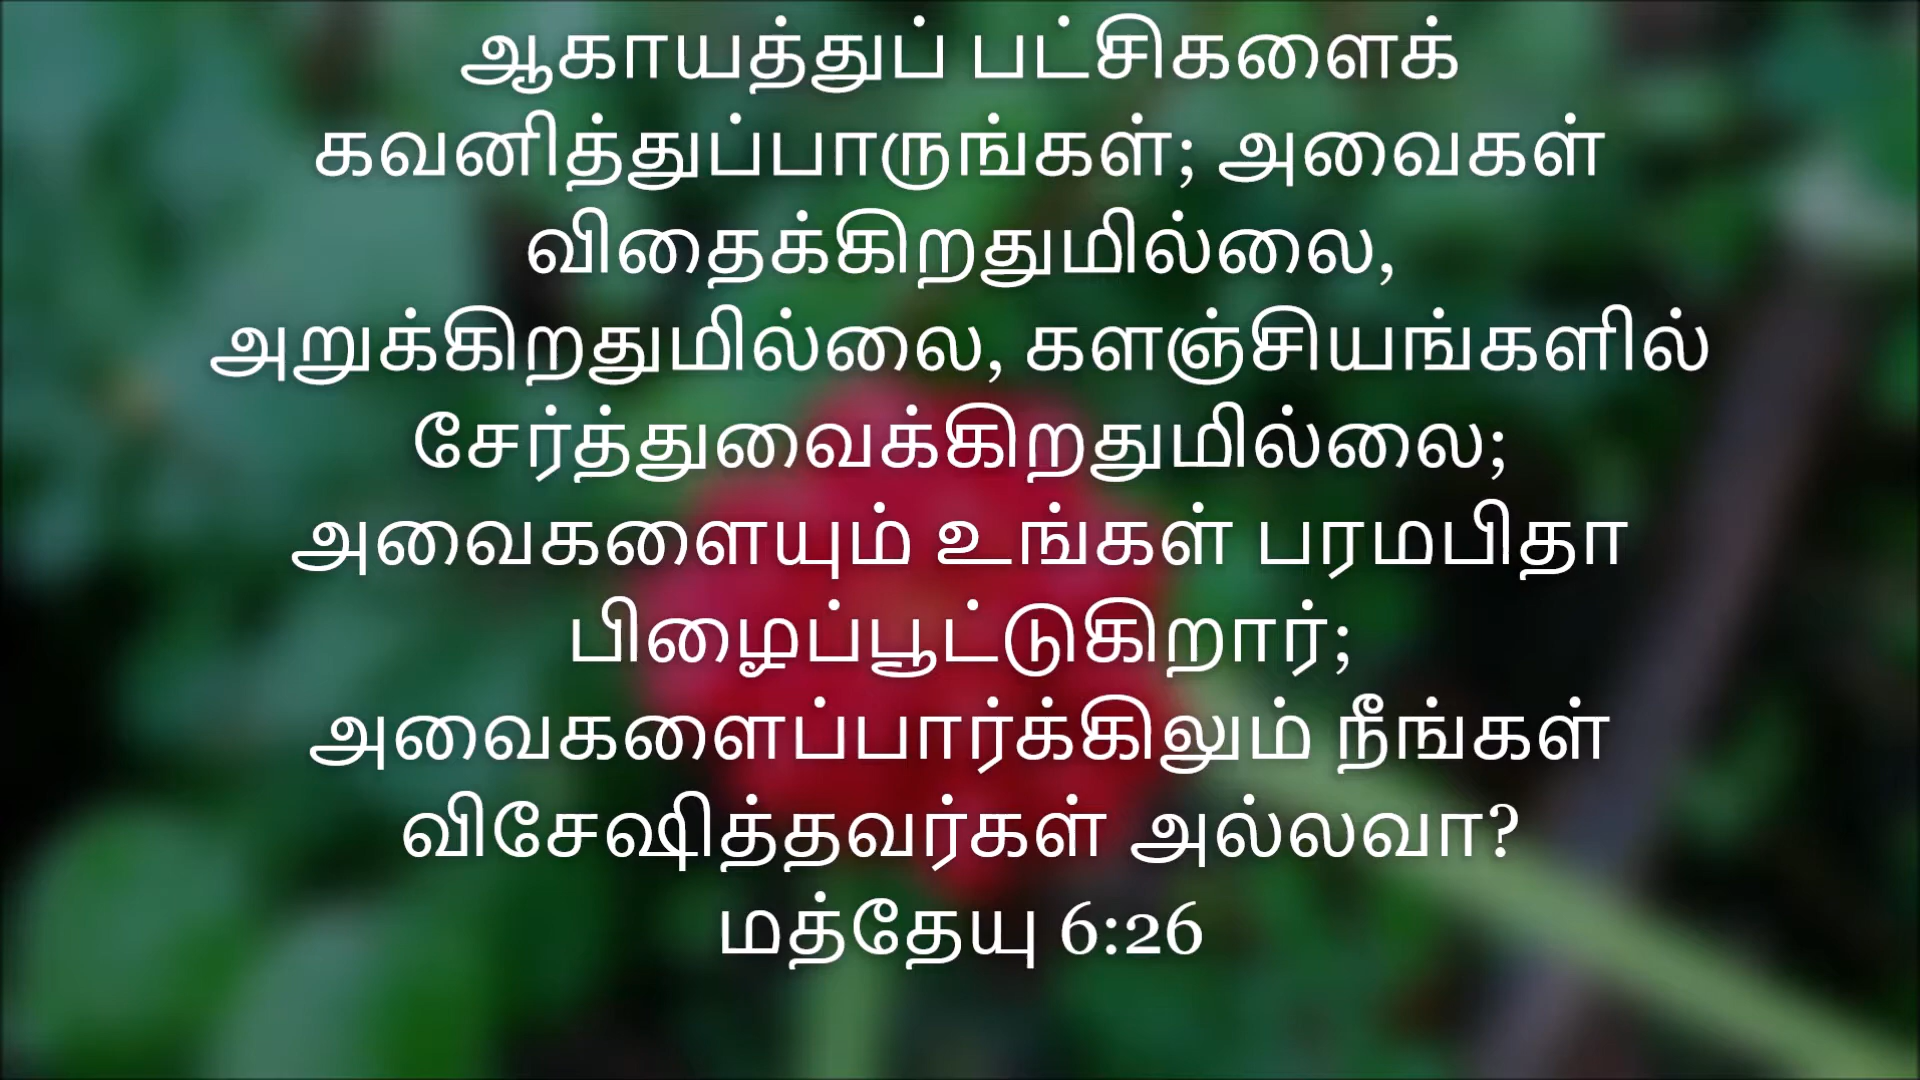 ஆகாயத்துப் பட்சிகளைக்
கவனித்துப்பாருங்கள்; அவைகள்
விதைக்கிறதுமில்லை,
அறுக்கிறதுமில்லை, களஞ்சியங்களில்
சேர்த்துவைக்கிறதுமில்லை;
அவைகளையும் உங்கள் பரமபிதா
பிழைப்பூட்டுகிறார்;
அவைகளைப்பார்க்கிலும் நீங்கள்
விசேஷித்தவர்கள் அல்லவா?
மத்தேயு 6:26